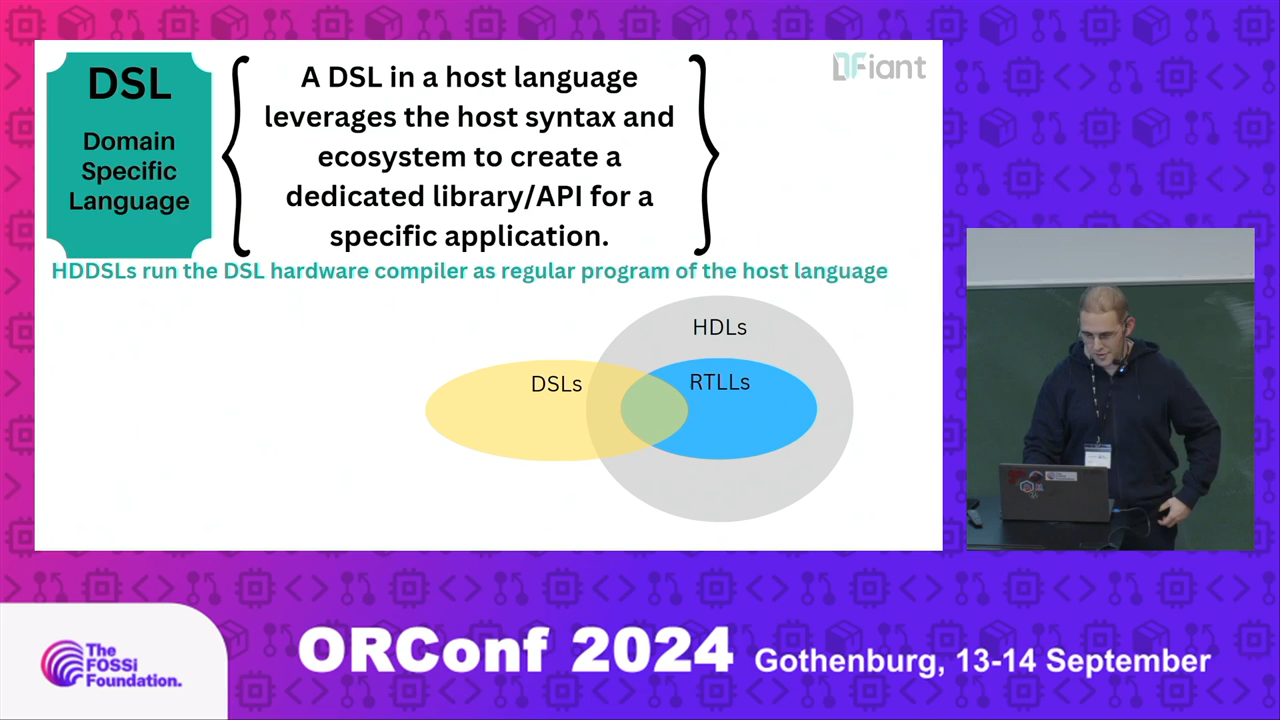 DSL
Domain
Specific
Language
A DSL in a host language
leverages the host syntax and
ecosystem to create a
dedicated library/API for a
specific application.
DFiant
HDDSLs run the DSL hardware compiler as regular program of the host language
HDLs
DSLs
RTLLs
The
FOSSi
Foundation.
ORConf 2024
Gothenburg, 13-14 September